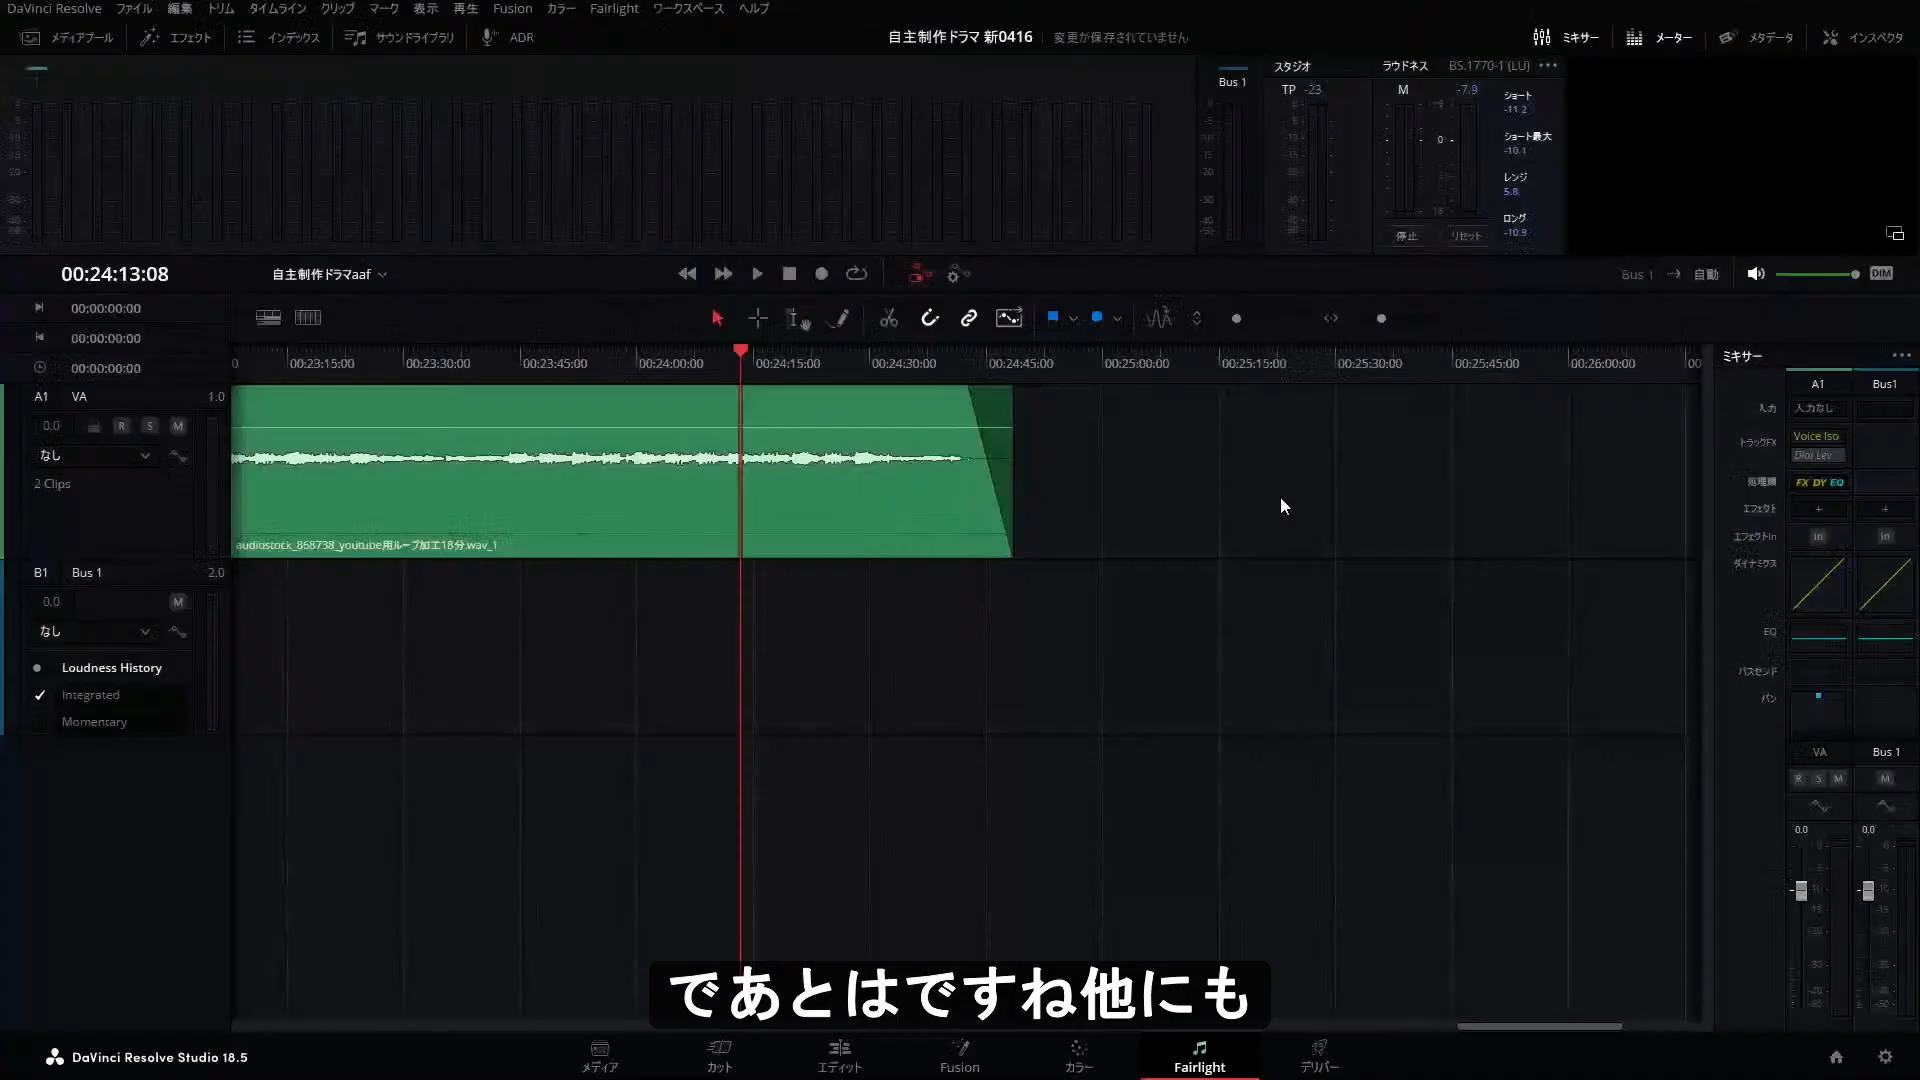 DaVinci Resolve ファイル 編集 トリム タイムライン クリップ マーク 表示 再生 Fusion カラー Fairlight ワークスペース ヘルプ
メディアプール エフェクト インデックス サウンドライブラリ ADR 自主制作ドラマ 新0416 変更が保存されていません ミキサー メーター メタデータ インスペクタ
Bus 1 スタジオ ラウドネス BS.1770-1 (LU)
TP -23 M -7.9
ショート
-11.2
ショート最大
-10.1
レンジ
5.8
ロング
-10.9
停止 リセット
00:24:13:08 自主制作ドラマaaf Bus 1 自動 DIM
00:00:00:00
00:00:00:00
00:00:00:00
00:23:15:00 00:23:30:00 00:23:45:00 00:24:00:00 00:24:15:00 00:24:30:00 00:24:45:00 00:25:00:00 00:25:15:00 00:25:30:00 00:25:45:00 00:26:00:00 00
A1 VA 1.0
0.0 R S M
なし
2 Clips
audiostock_868738_youtube用ループ加工18分.wav_1
B1 Bus 1 2.0
0.0 M
なし
Loudness History
Integrated
Momentary
ミキサー
A1 Bus1
入力 入力なし
トラックFX Voice Iso
Dial Lev
処理順 FX DY EQ
エフェクト + +
エフェクトIn in in
ダイナミクス
EQ
バスセンド
パン
VA Bus 1
R S M M
0.0 0.0
であとはですね他にも
DaVinci Resolve Studio 18.5 メディア カット エディット Fusion カラー Fairlight デリバー